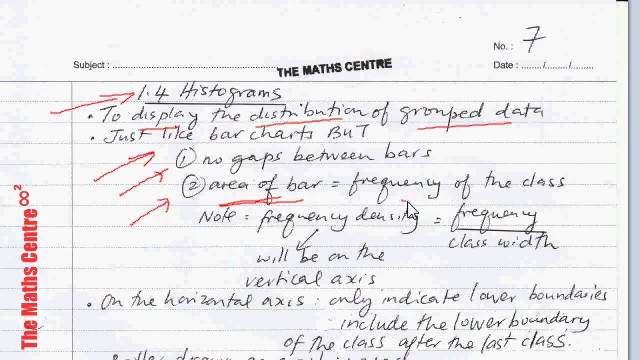 No.: 7
Subject: THE MATHS CENTRE Date: ....../....../......
1.4 Histograms
• To display the distribution of grouped data
• Just like bar charts BUT
① no gaps between bars
② area of bar = frequency of the class
Note: frequency density = frequency
class width
will be on the
vertical axis
• On the horizontal axis: only indicate lower boundaries
include the lower boundary
of the class after the last class.
The Maths Centre ∞²